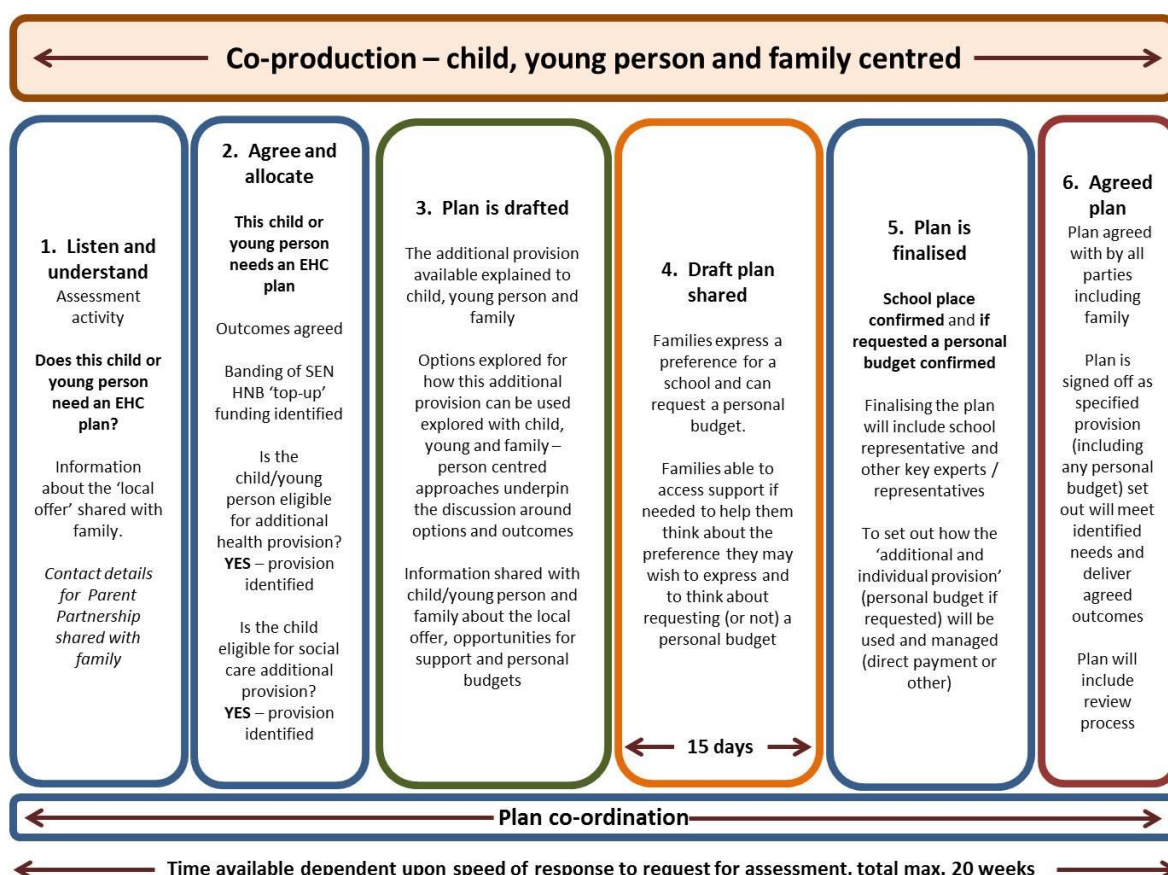 Co-production – child, young person and family centred
1. Listen and
understand
Assessment
activity
Does this child or
young person
need an EHC
plan?
Information
about the ‘local
offer’ shared with
family.
Contact details
for Parent
Partnership
shared with
family
2. Agree and
allocate
This child or
young person
needs an EHC
plan
Outcomes agreed
Banding of SEN
HNB ‘top-up’
funding identified
Is the
child/young
person eligible
for additional
health provision?
YES – provision
identified
Is the child
eligible for social
care additional
provision?
YES – provision
identified
3. Plan is drafted
The additional provision
available explained to
child, young person and
family
Options explored for
how this additional
provision can be used
explored with child,
young and family –
person centred
approaches underpin
the discussion around
options and outcomes
Information shared with
child/young person and
family about the local
offer, opportunities for
support and personal
budgets
4. Draft plan
shared
Families express a
preference for a
school and can
request a personal
budget.
Families able to
access support if
needed to help them
think about the
preference they may
wish to express and
to think about
requesting (or not) a
personal budget
15 days
5. Plan is
finalised
School place
confirmed and if
requested a personal
budget confirmed
Finalising the plan
will include school
representative and
other key experts /
representatives
To set out how the
‘additional and
individual provision’
(personal budget if
requested) will be
used and managed
(direct payment or
other)
6. Agreed
plan
Plan agreed
with by all
parties
including
family
Plan is
signed off as
specified
provision
(including
any personal
budget) set
out will meet
identified
needs and
deliver
agreed
outcomes
Plan will
include
review
process
Plan co-ordination
Time available dependent upon speed of response to request for assessment, total max. 20 weeks